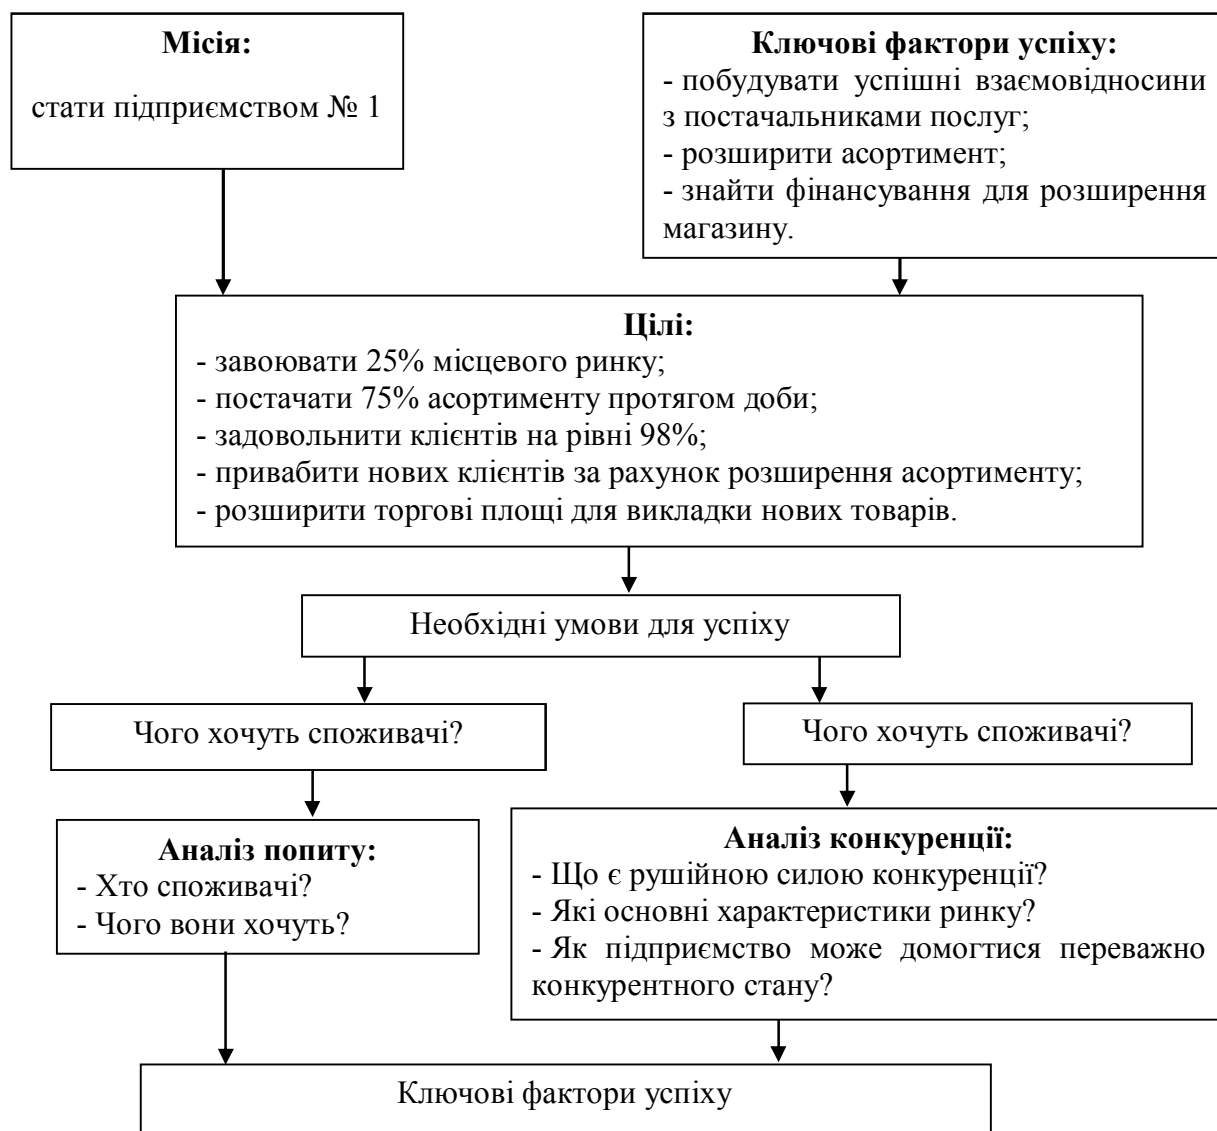 Місія:
стати підприємством № 1
Ключові фактори успіху:
- побудувати успішні взаємовідносини
з постачальниками послуг;
- розширити асортимент;
- знайти фінансування для розширення
магазину.
Цілі:
- завоювати 25% місцевого ринку;
- постачати 75% асортименту протягом доби;
- задовольнити клієнтів на рівні 98%;
- привабити нових клієнтів за рахунок розширення асортименту;
- розширити торгові площі для викладки нових товарів.
Необхідні умови для успіху
Чого хочуть споживачі?
Чого хочуть споживачі?
Аналіз попиту:
- Хто споживачі?
- Чого вони хочуть?
Аналіз конкуренції:
- Що є рушійною силою конкуренції?
- Які основні характеристики ринку?
- Як підприємство може домогтися переважно
конкурентного стану?
Ключові фактори успіху